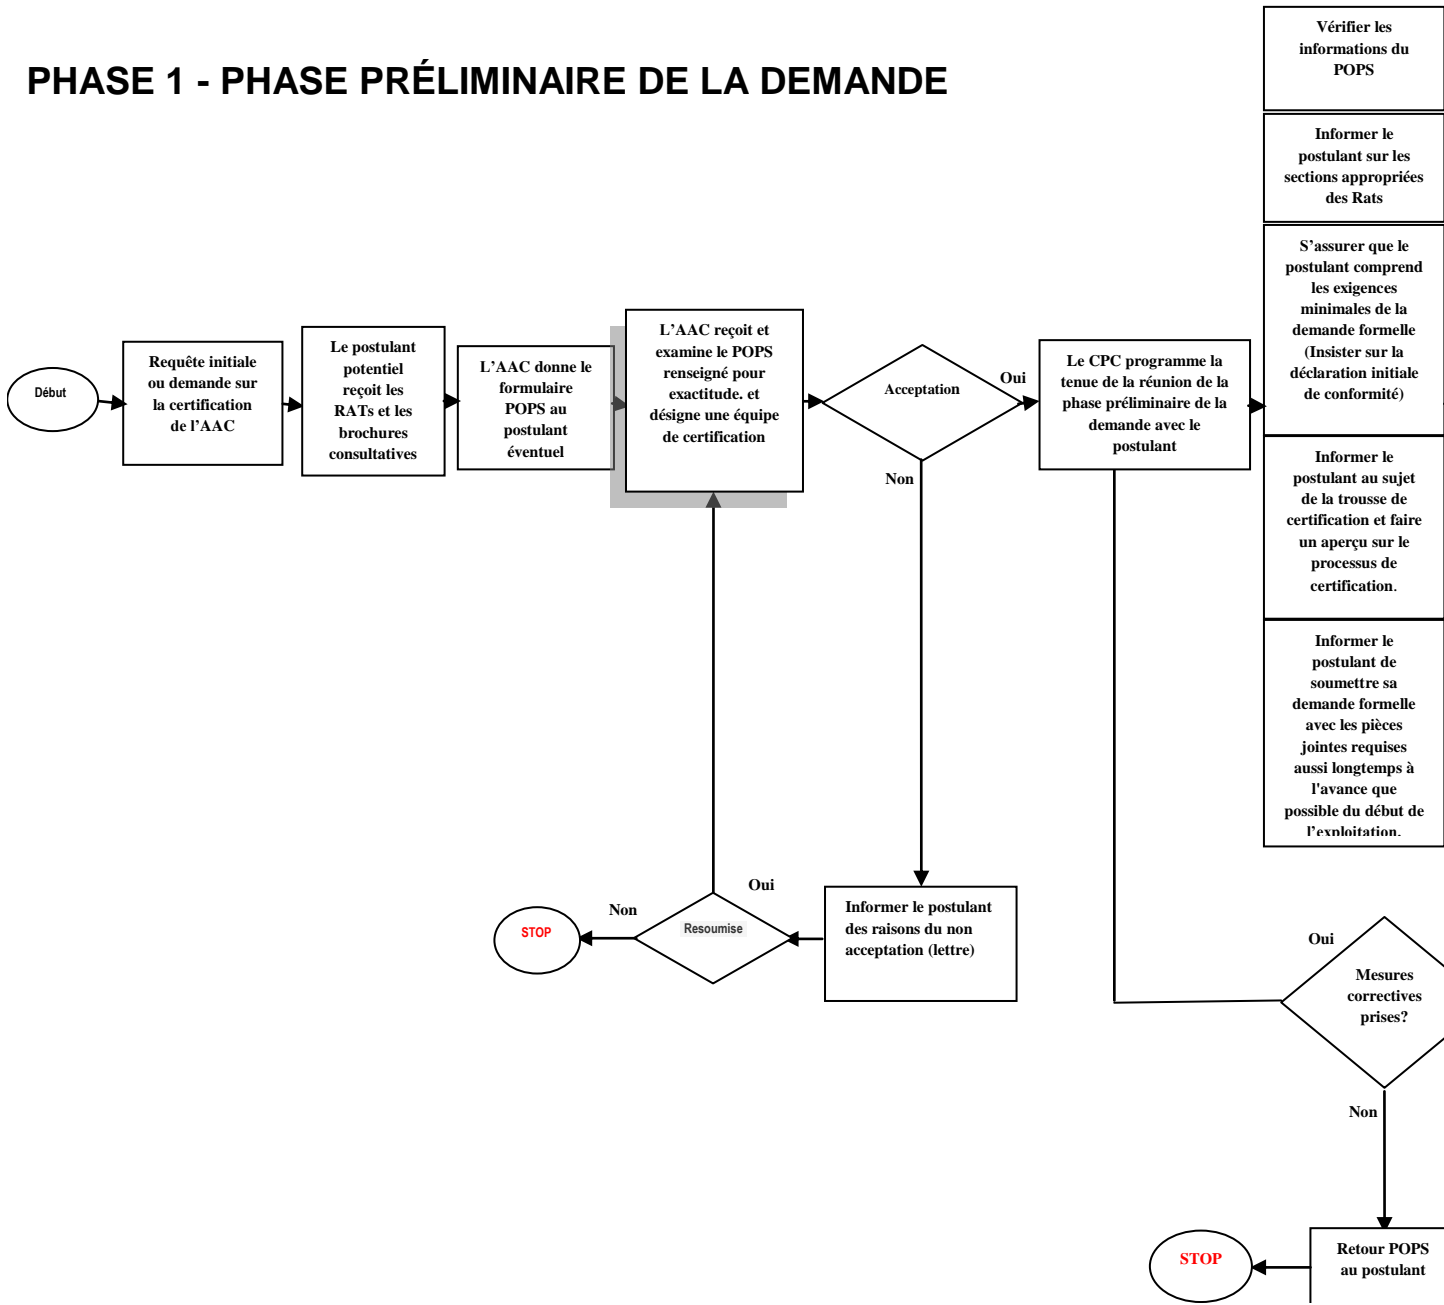 PHASE 1 - PHASE PRÉLIMINAIRE DE LA DEMANDE
Début
Requête initiale
ou demande sur
la certification
de l’AAC
Le postulant
potentiel
reçoit les
RATs et les
brochures
consultatives
L’AAC donne le
formulaire
POPS au
postulant
éventuel
L’AAC reçoit et
examine le POPS
renseigné pour
exactitude. et
désigne une équipe
de certification
Acceptation
Oui
Non
Le CPC programme la
tenue de la réunion de la
phase préliminaire de la
demande avec le
postulant
Vérifier les
informations du
POPS
Informer le
postulant sur les
sections appropriées
des Rats
S’assurer que le
postulant comprend
les exigences
minimales de la
demande formelle
(Insister sur la
déclaration initiale
de conformité)
Informer le
postulant au sujet
de la trousse de
certification et faire
un aperçu sur le
processus de
certification.
Informer le
postulant de
soumettre sa
demande formelle
avec les pièces
jointes requises
aussi longtemps à
l'avance que
possible du début de
l’exploitation.
Informer le postulant
des raisons du non
acceptation (lettre)
Resoumise
Oui
Non
STOP
Oui
Mesures
correctives
prises?
Non
Retour POPS
au postulant
STOP